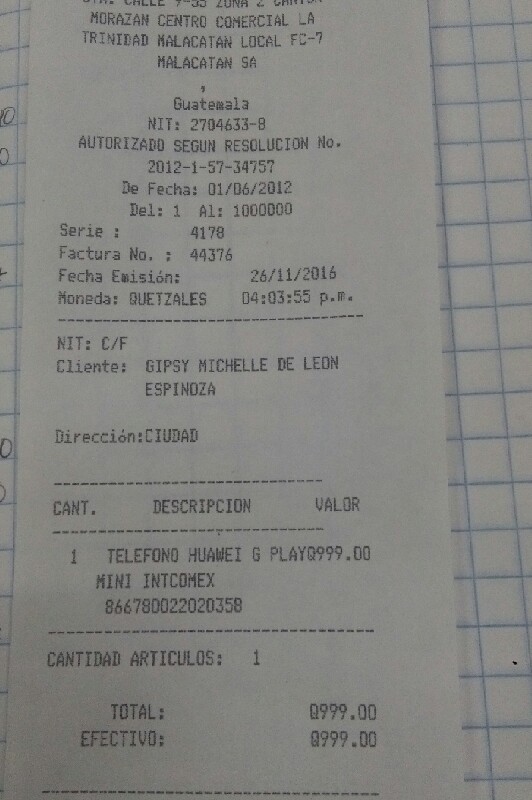 CALLE 9-55 ZONA 2 CANTON
MORAZAN CENTRO COMERCIAL LA
TRINIDAD MALACATAN LOCAL FC-7
MALACATAN SA
,
Guatemala
NIT: 2704633-8
AUTORIZADO SEGUN RESOLUCION No.
2012-1-57-34757
De Fecha: 01/06/2012
Del: 1 Al: 1000000
Serie : 4178
Factura No. : 44376
Fecha Emisión: 26/11/2016
Moneda: QUETZALES 04:03:55 p.m.
NIT: C/F
Cliente: GIPSY MICHELLE DE LEON
ESPINOZA
Dirección:CIUDAD
CANT. DESCRIPCION VALOR
1 TELEFONO HUAWEI G PLAYQ999.00
MINI INTCOMEX
866780022020358
CANTIDAD ARTICULOS: 1
TOTAL: Q999.00
EFECTIVO: Q999.00